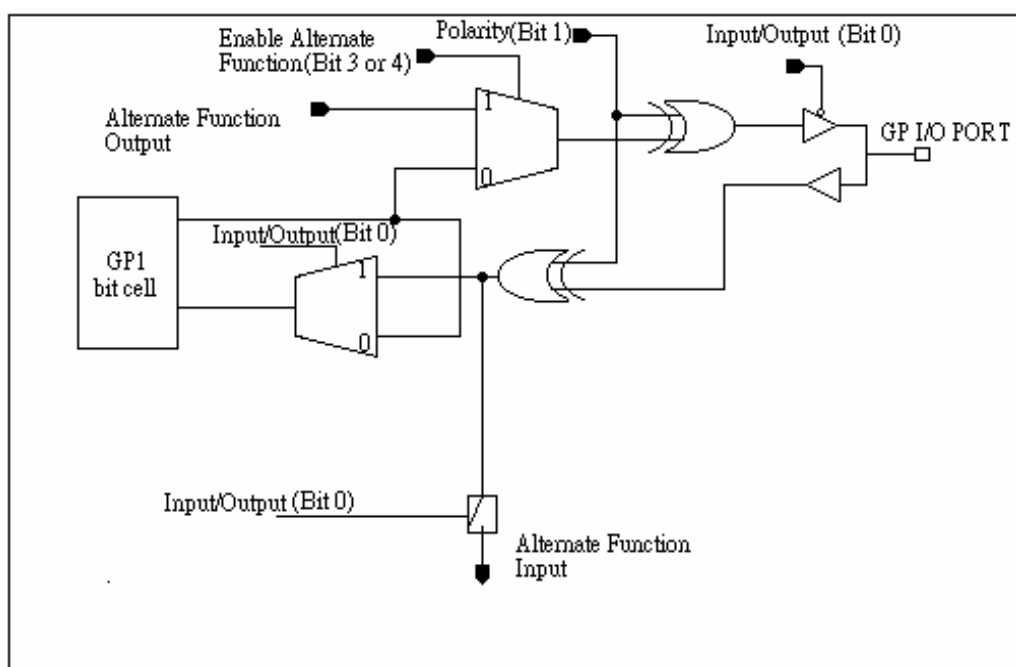 Enable Alternate
Function(Bit 3 or 4)
Polarity(Bit 1)
Input/Output (Bit 0)
Alternate Function
Output
1
0
GP I/O PORT
GP1
bit cell
Input/Output(Bit 0)
1
0
Input/Output (Bit 0)
Alternate Function
Input